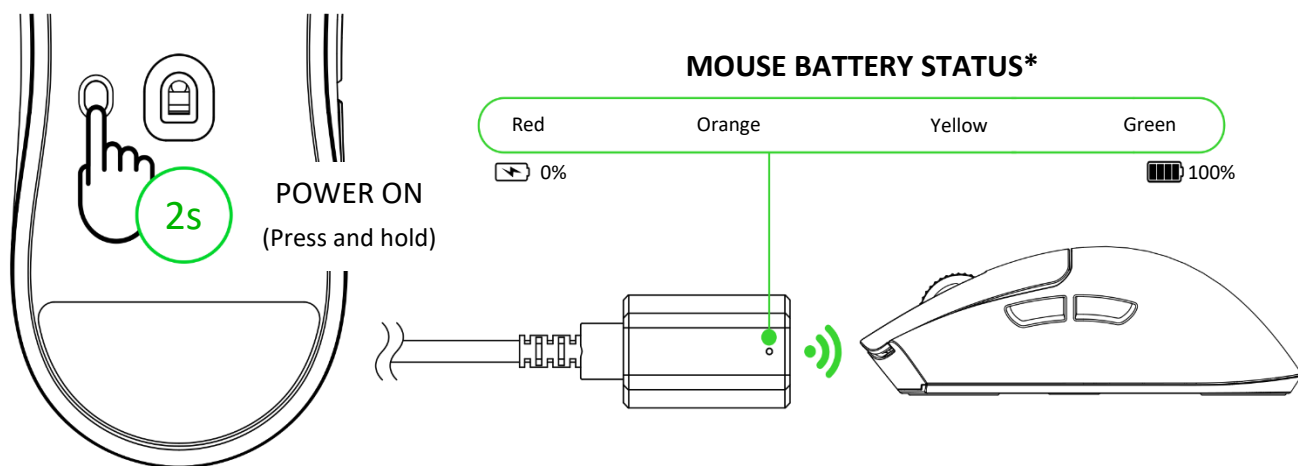 MOUSE BATTERY STATUS*
Red Orange Yellow Green
0% 100%
2s
POWER ON
(Press and hold)